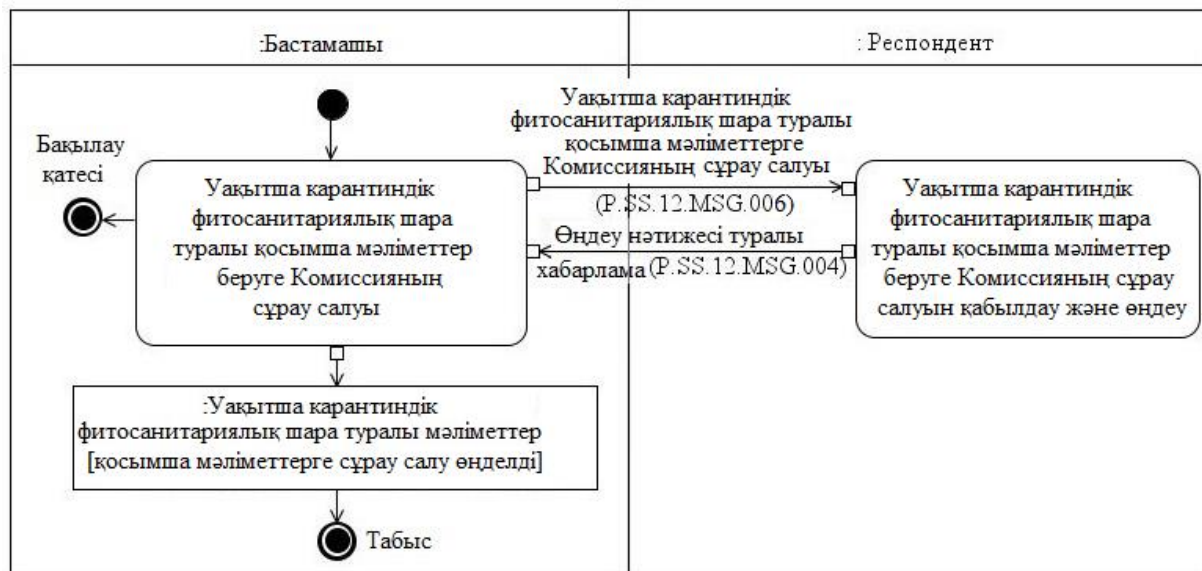 :Бастамашы
: Респондент
Бақылау
қатесі
Уақытша карантиндік
фитосанитариялық шара
туралы қосымша мәліметтер
беруге Комиссияның
сұрау салуы
Уақытша карантиндік
фитосанитариялық шара туралы
қосымша мәліметтерге
Комиссияның сұрау салуы
(P.SS.12.MSG.006)
Өңдеу нәтижесі туралы
хабарлама (P.SS.12.MSG.004)
Уақытша карантиндік
фитосанитариялық шара
туралы қосымша мәліметтер
беруге Комиссияның сұрау
салуын қабылдау және өңдеу
:Уақытша карантиндік
фитосанитариялық шара туралы мәліметтер
[қосымша мәліметтерге сұрау салу өңделді]
Табыс